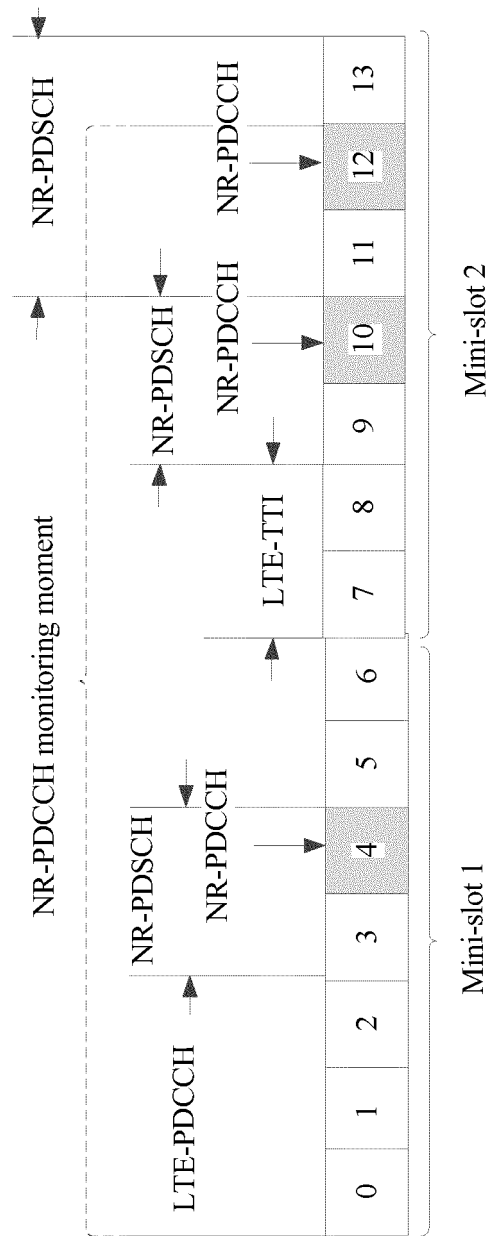 NR-PDCCH monitoring moment
NR-PDSCH
LTE-PDCCH
NR-PDSCH
NR-PDCCH
LTE-TTI
NR-PDSCH
NR-PDCCH
NR-PDCCH
0 1 2 3 4 5 6 7 8 9 10 11 12 13
Mini-slot 1
Mini-slot 2